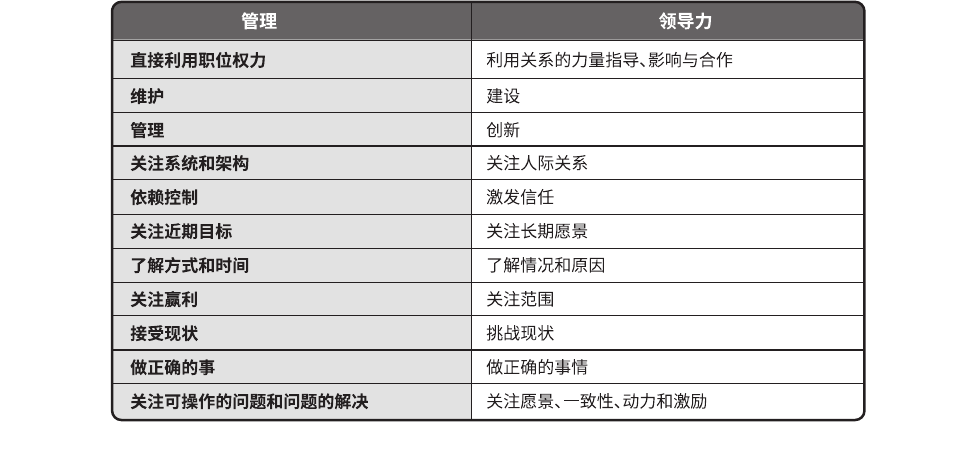 管理 领导力
直接利用职位权力 利用关系的力量指导、影响与合作
维护 建设
管理 创新
关注系统和架构 关注人际关系
依赖控制 激发信任
关注近期目标 关注长期愿景
了解方式和时间 了解情况和原因
关注赢利 关注范围
接受现状 挑战现状
做正确的事 做正确的事情
关注可操作的问题和问题的解决 关注愿景、一致性、动力和激励